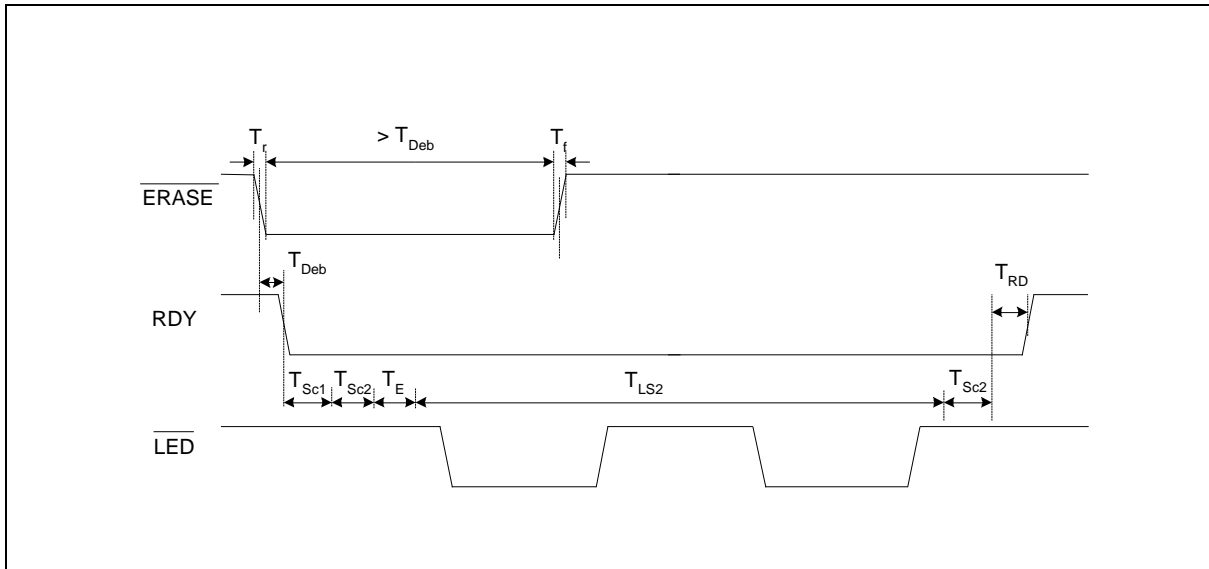 Tr
> TDeb
Tf
ERASE
TDeb
TRD
RDY
TSc1
TSc2
TE
TLS2
TSc2
LED